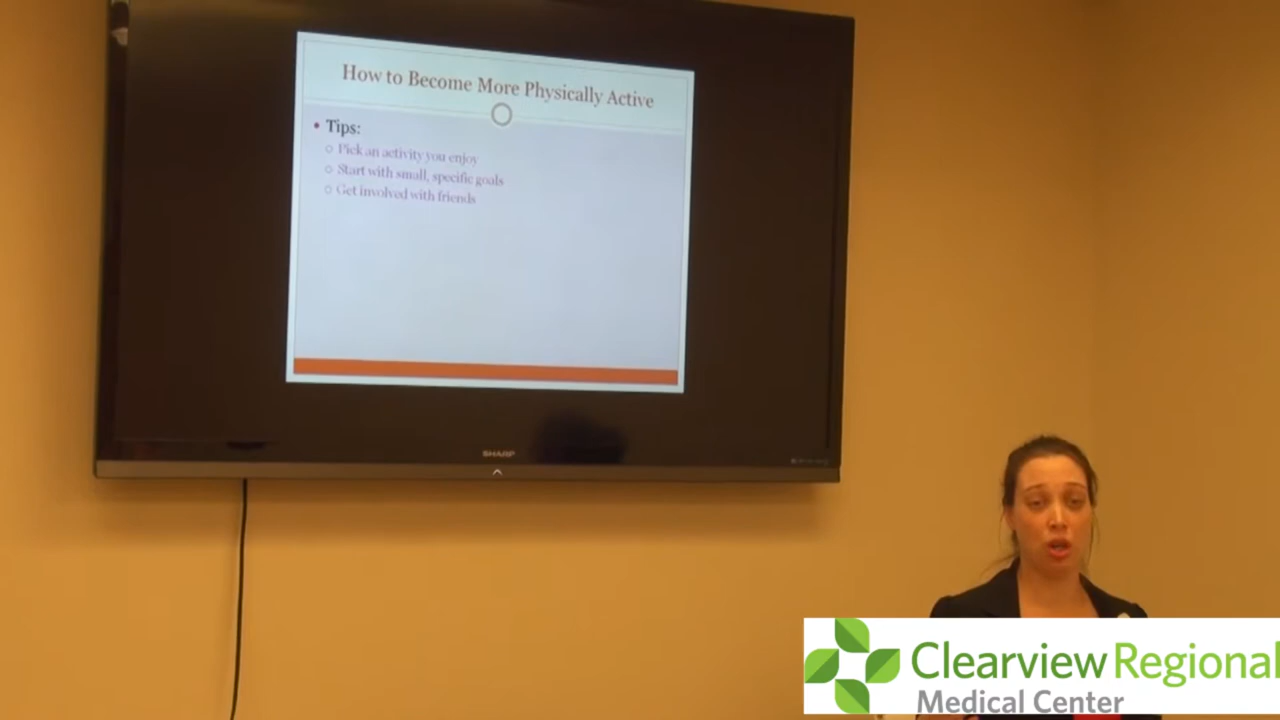 How to Become More Physically Active
• Tips:
○ Pick an activity you enjoy
○ Start with small, specific goals
○ Get involved with friends
SHARP
Clearview Regional
Medical Center